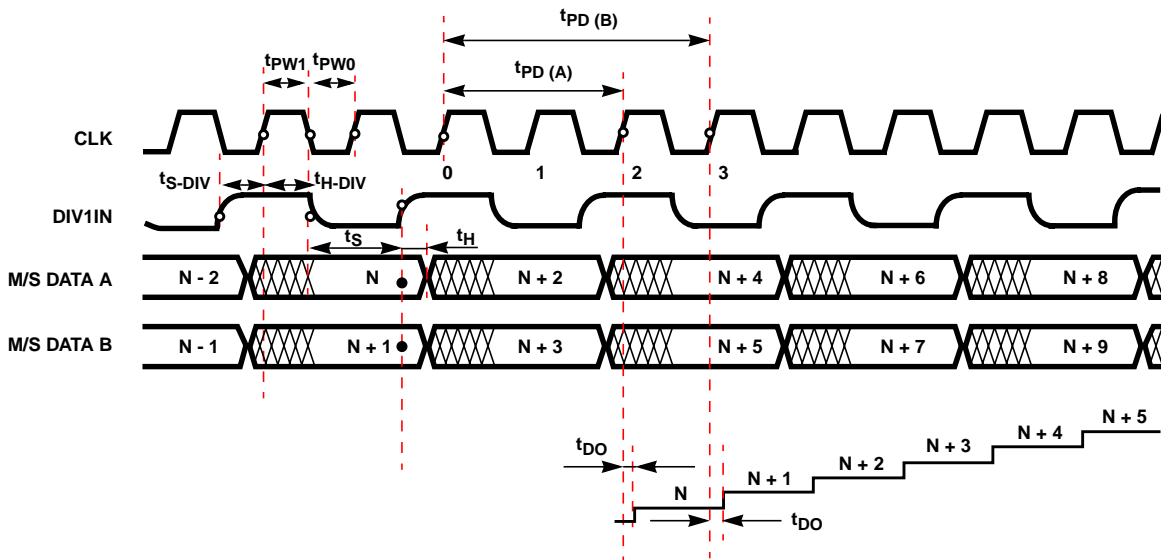 tPD (B)
tPW1 tPW0 tPD (A)
CLK
0 1 2 3
tS-DIV tH-DIV
DIV1IN
tS tH
M/S DATA A N - 2 N N + 2 N + 4 N + 6 N + 8
M/S DATA B N - 1 N + 1 N + 3 N + 5 N + 7 N + 9
N + 5
N + 4
tDO N + 3
N + 2
N + 1
N
tDO